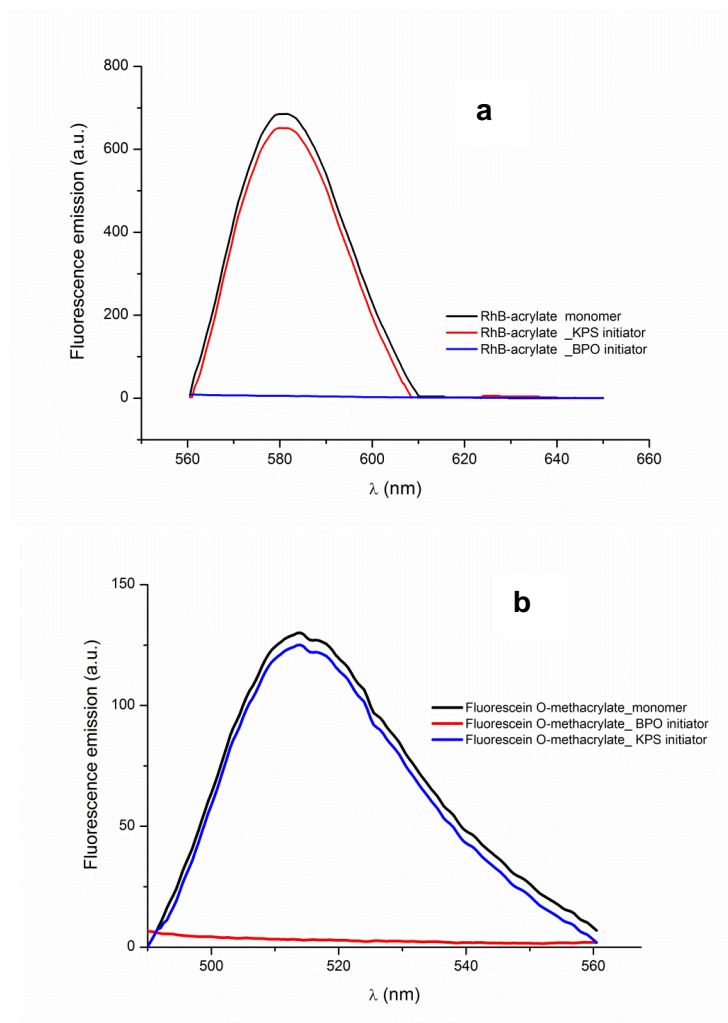 a
800
600
400
200
0
Fluorescence emission (a.u.)
RhB-acrylate monomer
RhB-acrylate _KPS initiator
RhB-acrylate _BPO initiator
560 580 600 620 640 660
λ (nm)
b
150
100
50
0
Fluorescence emission (a.u.)
Fluorescein O-methacrylate_monomer
Fluorescein O-methacrylate_ BPO initiator
Fluorescein O-methacrylate_ KPS initiator
500 520 540 560
λ (nm)